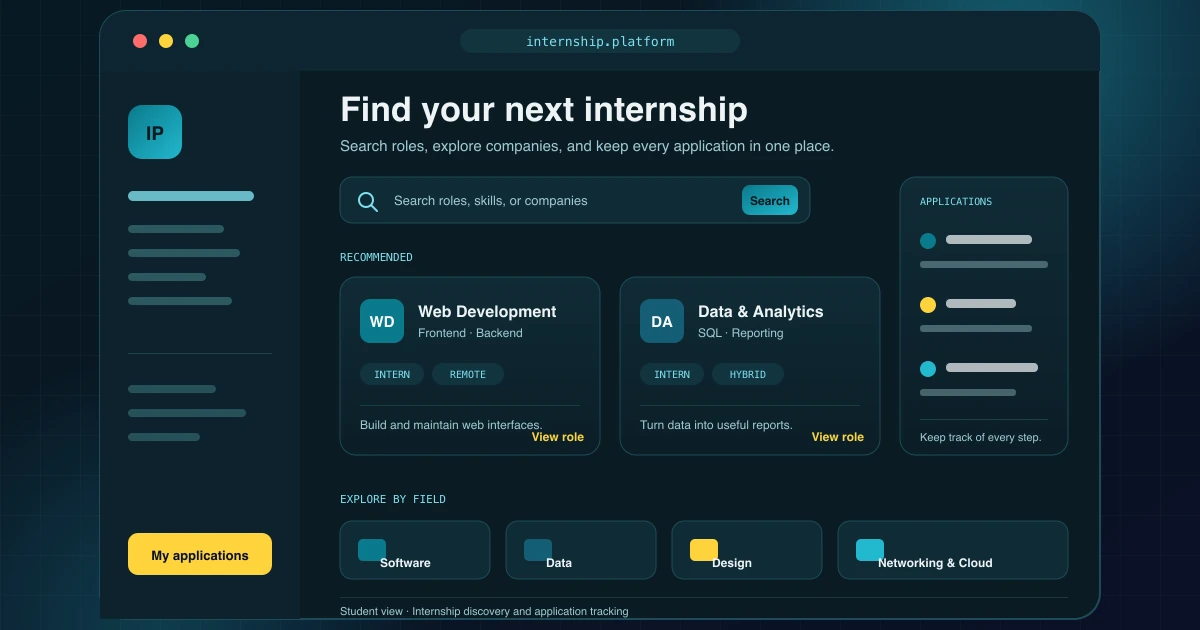 internship.platform
IP
My applications
Find your next internship
Search roles, explore companies, and keep every application in one place.
Search roles, skills, or companies
Search
RECOMMENDED
WD
Web Development
Frontend · Backend
INTERN
REMOTE
Build and maintain web interfaces.
View role
DA
Data & Analytics
SQL · Reporting
INTERN
HYBRID
Turn data into useful reports.
View role
APPLICATIONS
Keep track of every step.
EXPLORE BY FIELD
Software
Data
Design
Networking & Cloud
Student view · Internship discovery and application tracking